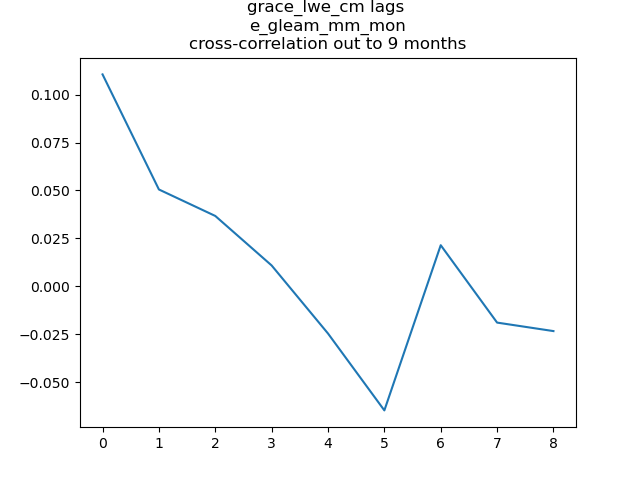 grace_lwe_cm lags
e_gleam_mm_mon
cross-correlation out to 9 months
0.100
0.075
0.050
0.025
0.000
−0.025
−0.050
0 1 2 3 4 5 6 7 8